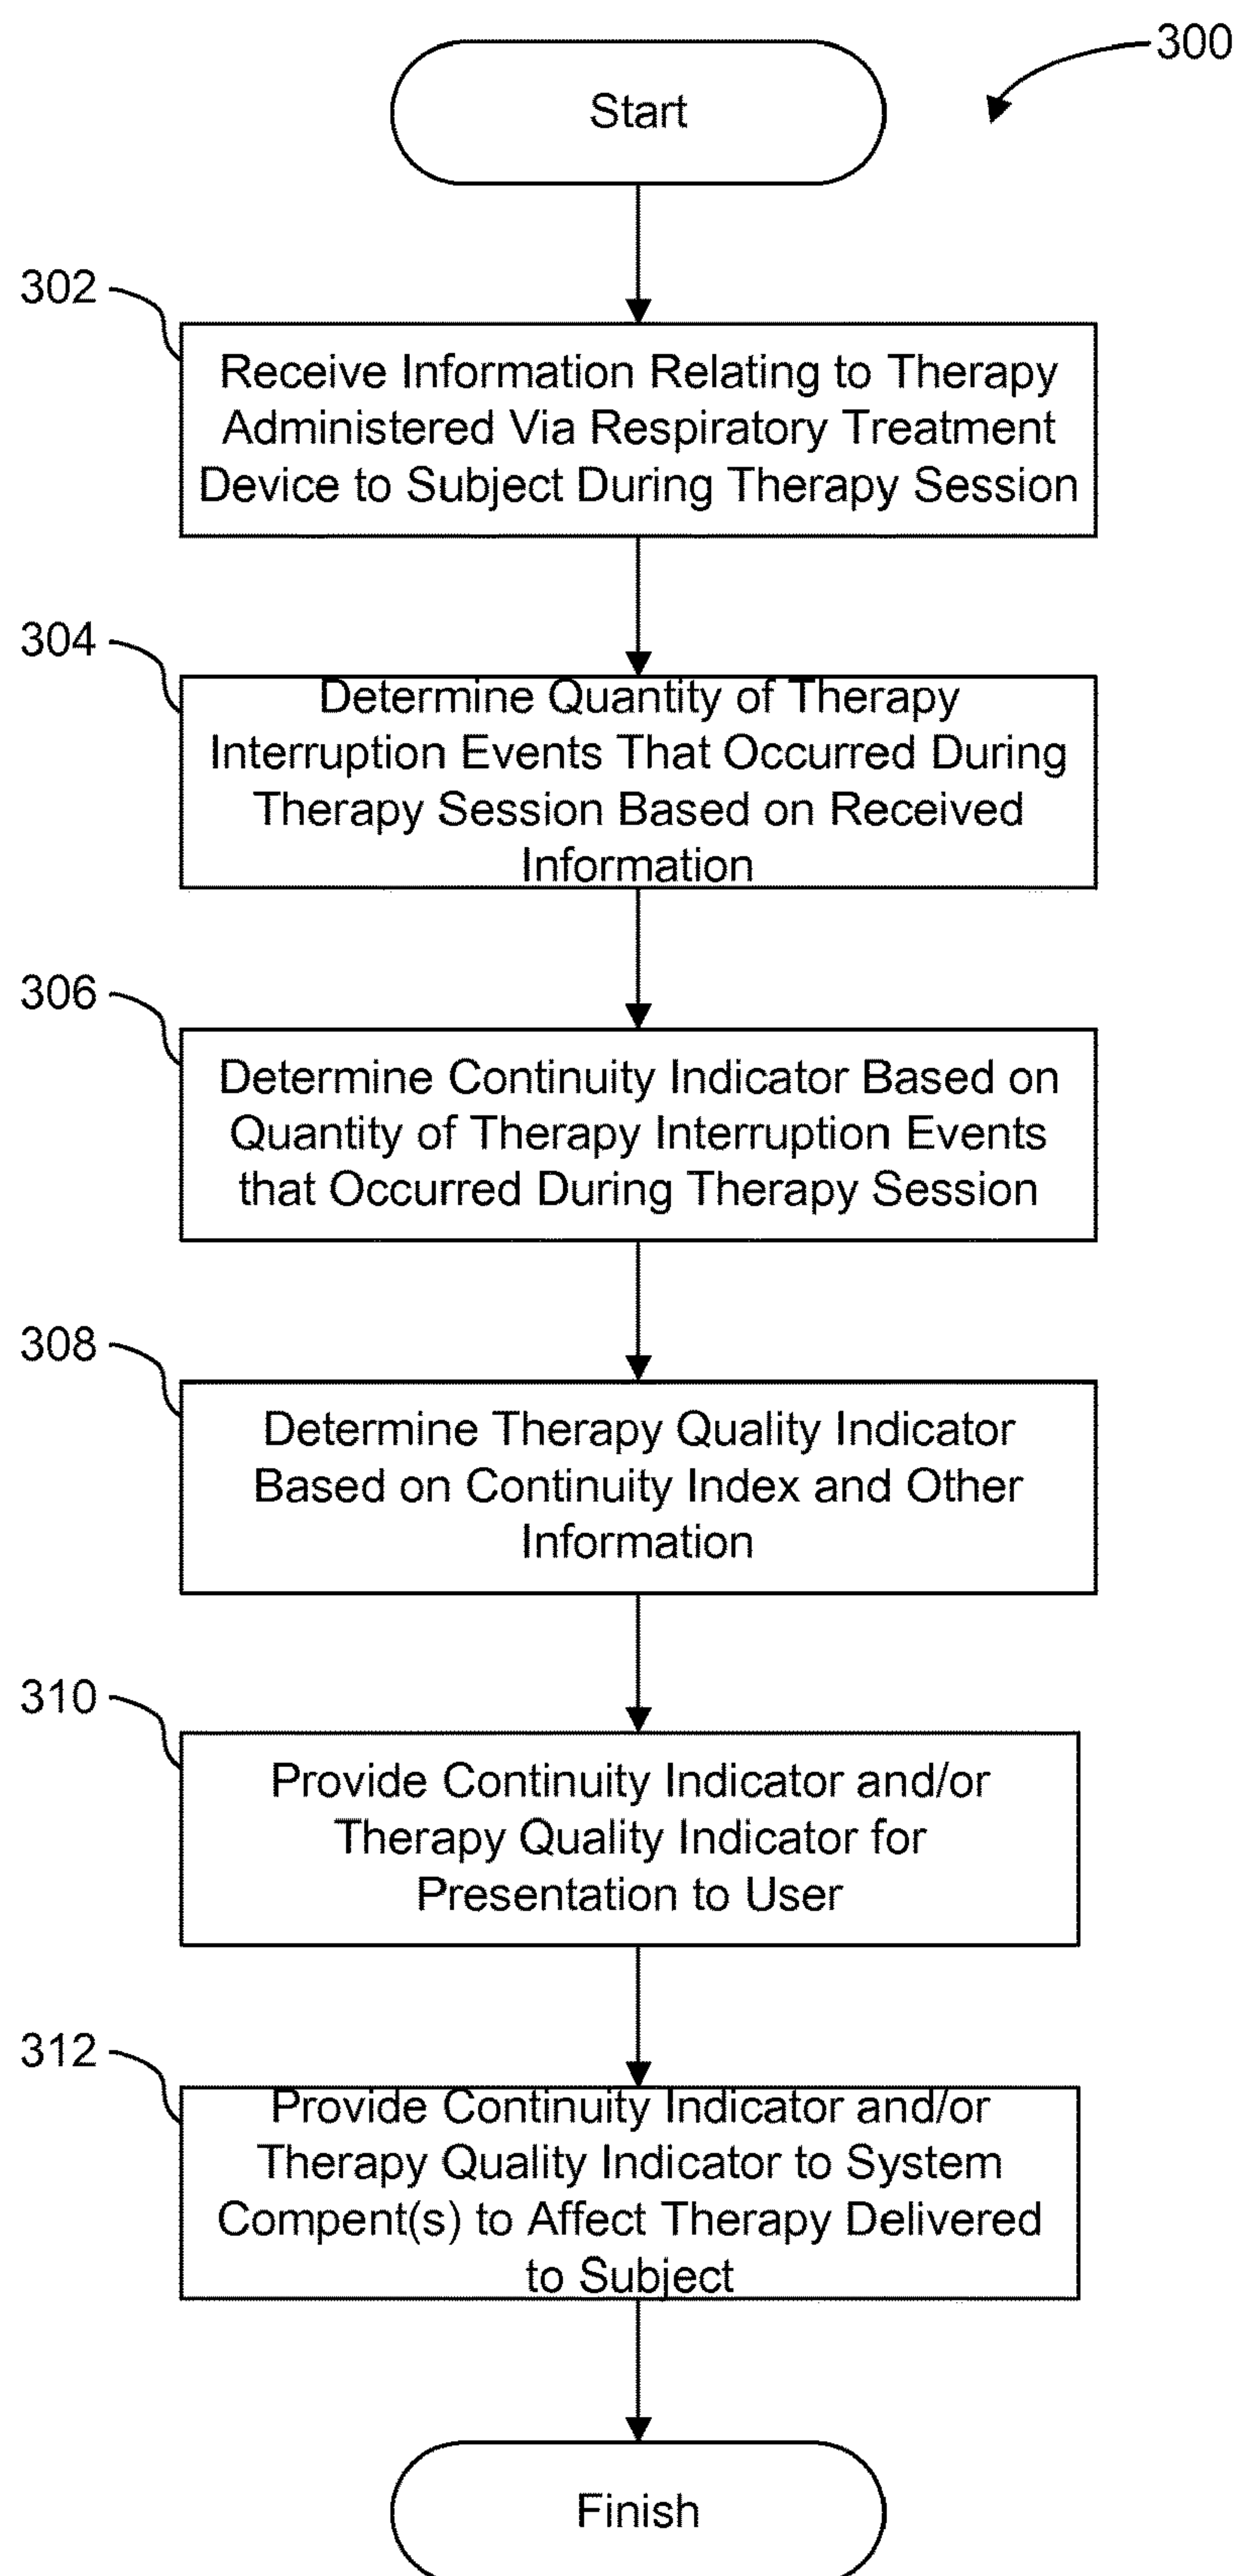 300
Start
302
Receive Information Relating to Therapy
Administered Via Respiratory Treatment
Device to Subject During Therapy Session
304
Determine Quantity of Therapy
Interruption Events That Occurred During
Therapy Session Based on Received
Information
306
Determine Continuity Indicator Based on
Quantity of Therapy Interruption Events
that Occurred During Therapy Session
308
Determine Therapy Quality Indicator
Based on Continuity Index and Other
Information
310
Provide Continuity Indicator and/or
Therapy Quality Indicator for
Presentation to User
312
Provide Continuity Indicator and/or
Therapy Quality Indicator to System
Compent(s) to Affect Therapy Delivered
to Subject
Finish